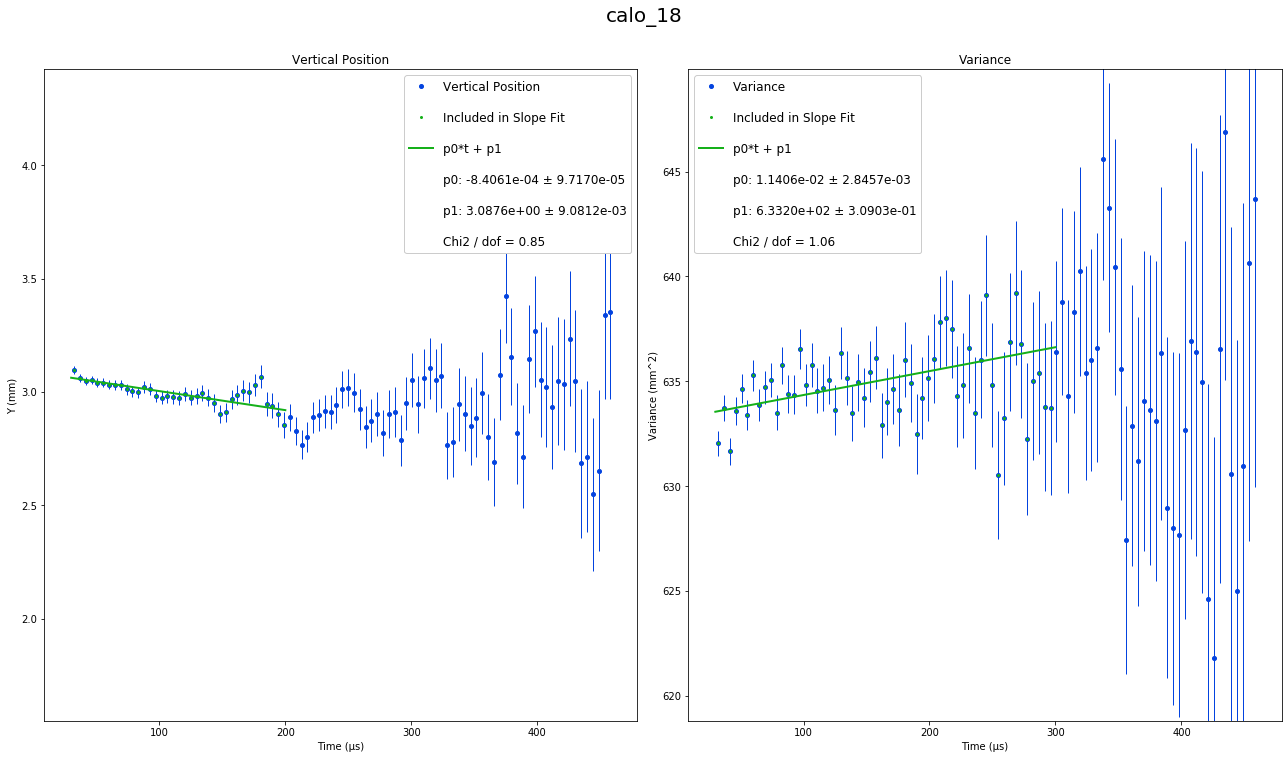 calo_18
Vertical Position
Vertical Position
Included in Slope Fit
p0*t + p1
p0: -8.4061e-04 ± 9.7170e-05
p1: 3.0876e+00 ± 9.0812e-03
Chi2 / dof = 0.85
4.0
3.5
3.0
2.5
2.0
Y (mm)
100 200 300 400
Time (μs)
Variance
Variance
Included in Slope Fit
p0*t + p1
p0: 1.1406e-02 ± 2.8457e-03
p1: 6.3320e+02 ± 3.0903e-01
Chi2 / dof = 1.06
645
640
635
630
625
620
Variance (mm^2)
100 200 300 400
Time (μs)